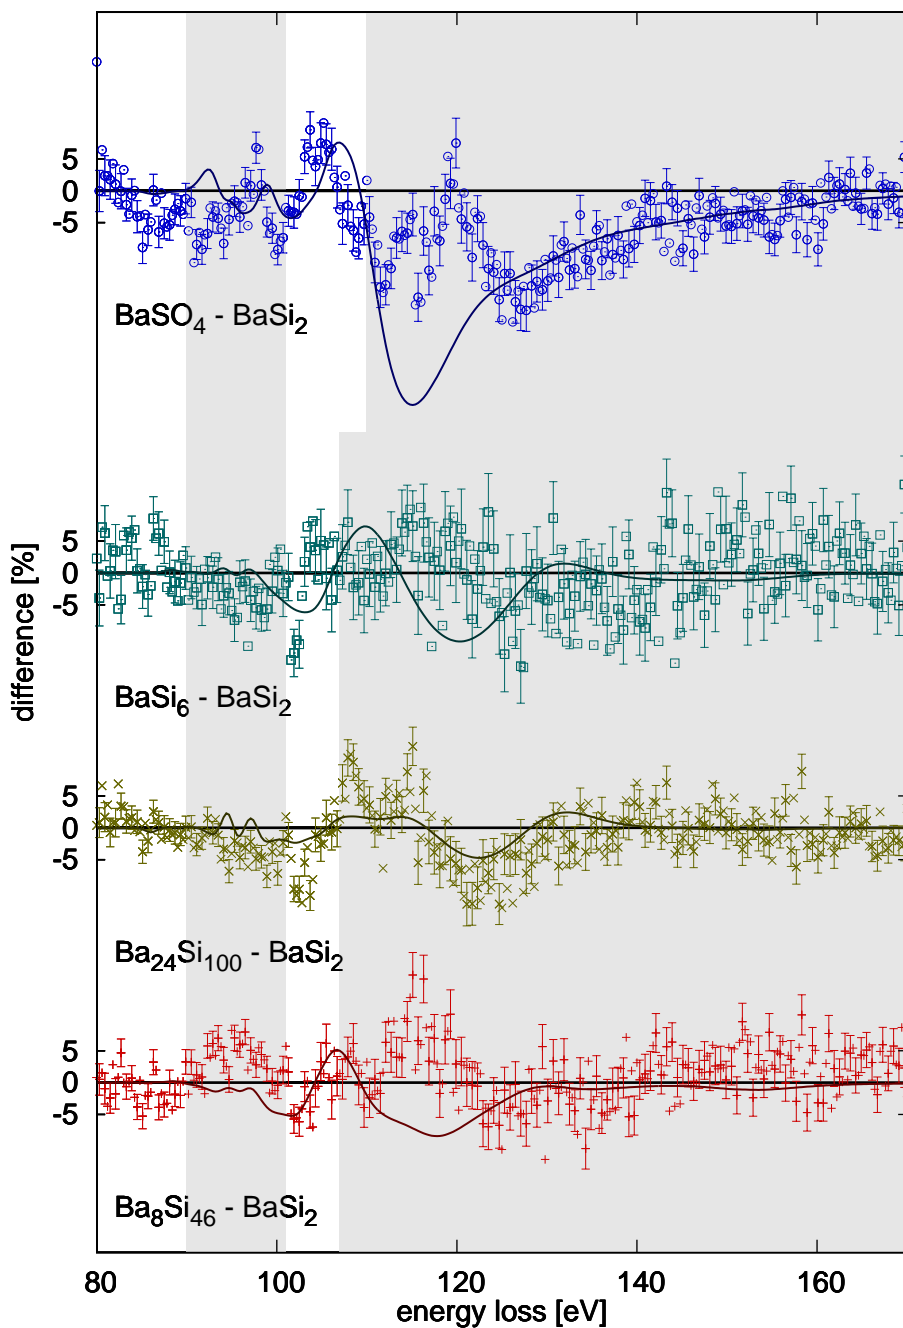 5
0
-5
BaSO4 - BaSi2
5
0
-5
BaSi6 - BaSi2
difference [%]
5
0
-5
Ba24Si100 - BaSi2
5
0
-5
Ba8Si46 - BaSi2
80 100 120 140 160
energy loss [eV]